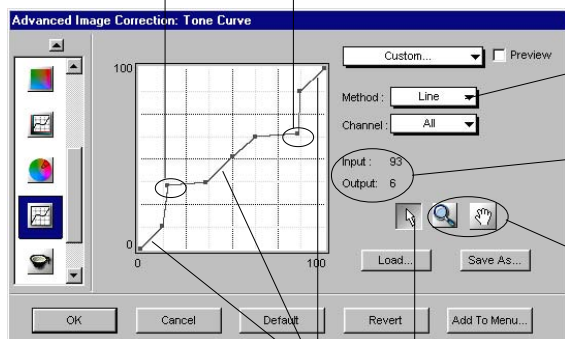 Advanced Image Correction: Tone Curve
Custom...
Preview
100
Method :
Line
Channel :
All
Input : 93
Output: 6
0
0
100
Load...
Save As...
OK
Cancel
Default
Revert
Add To Menu...